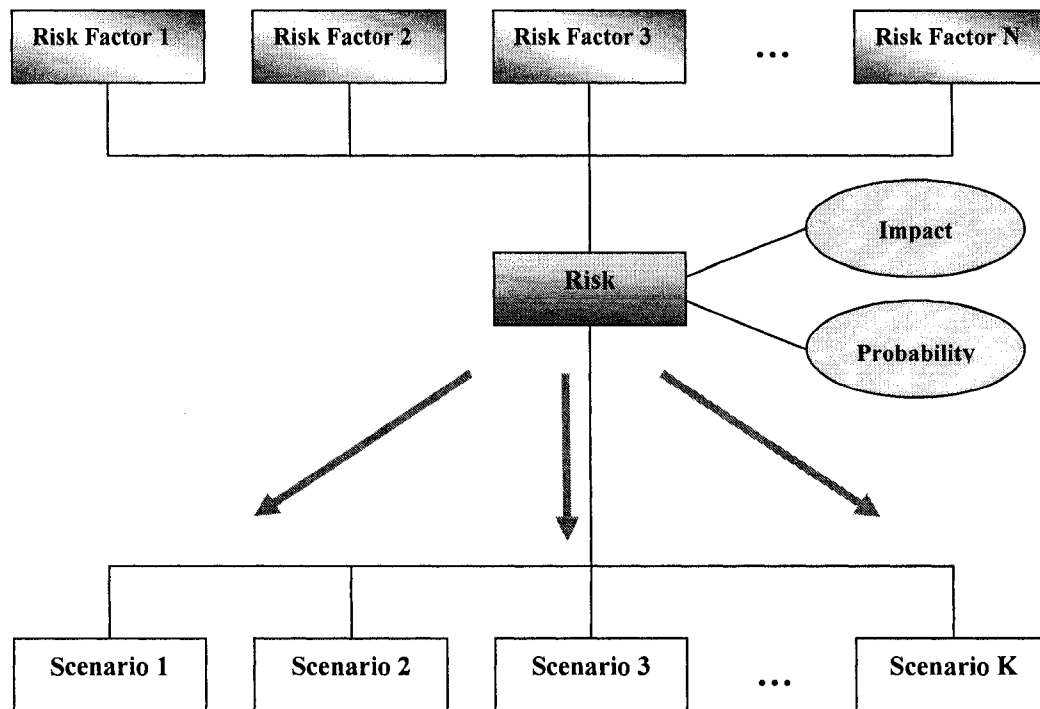 Risk Factor 1
Risk Factor 2
Risk Factor 3
...
Risk Factor N
Impact
Risk
Probability
Scenario 1
Scenario 2
Scenario 3
...
Scenario K